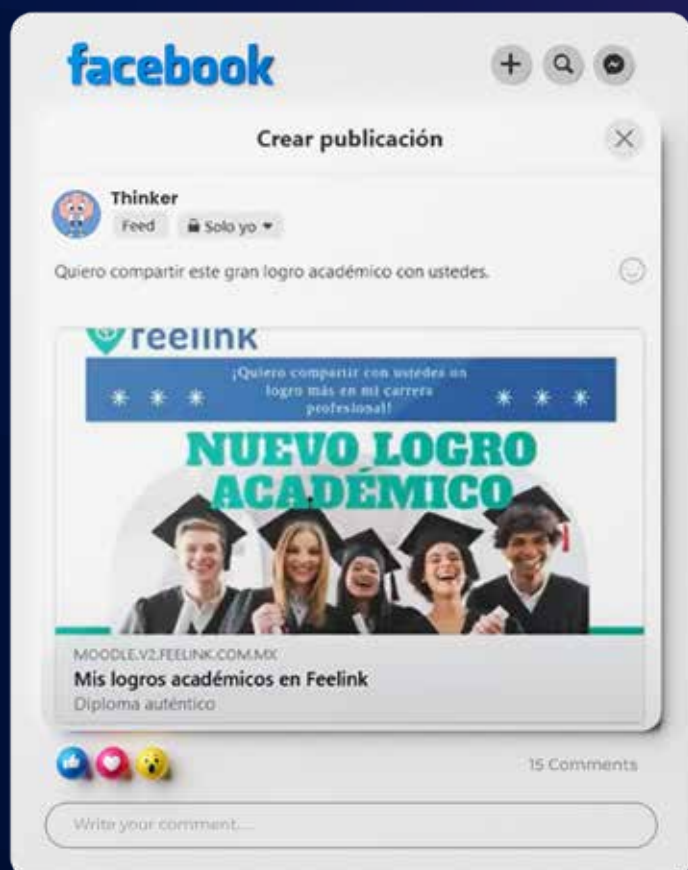 facebook
Crear publicación
Thinker
Feed Solo yo
Quiero compartir este gran logro académico con ustedes.
feelink
¡Quiero compartir con ustedes un
logro más en mi carrera
profesional!
NUEVO LOGRO
ACADÉMICO
MOODLE.V2.FEELINK.COM.MX
Mis logros académicos en Feelink
Diploma auténtico
15 Comments
Write your comment....